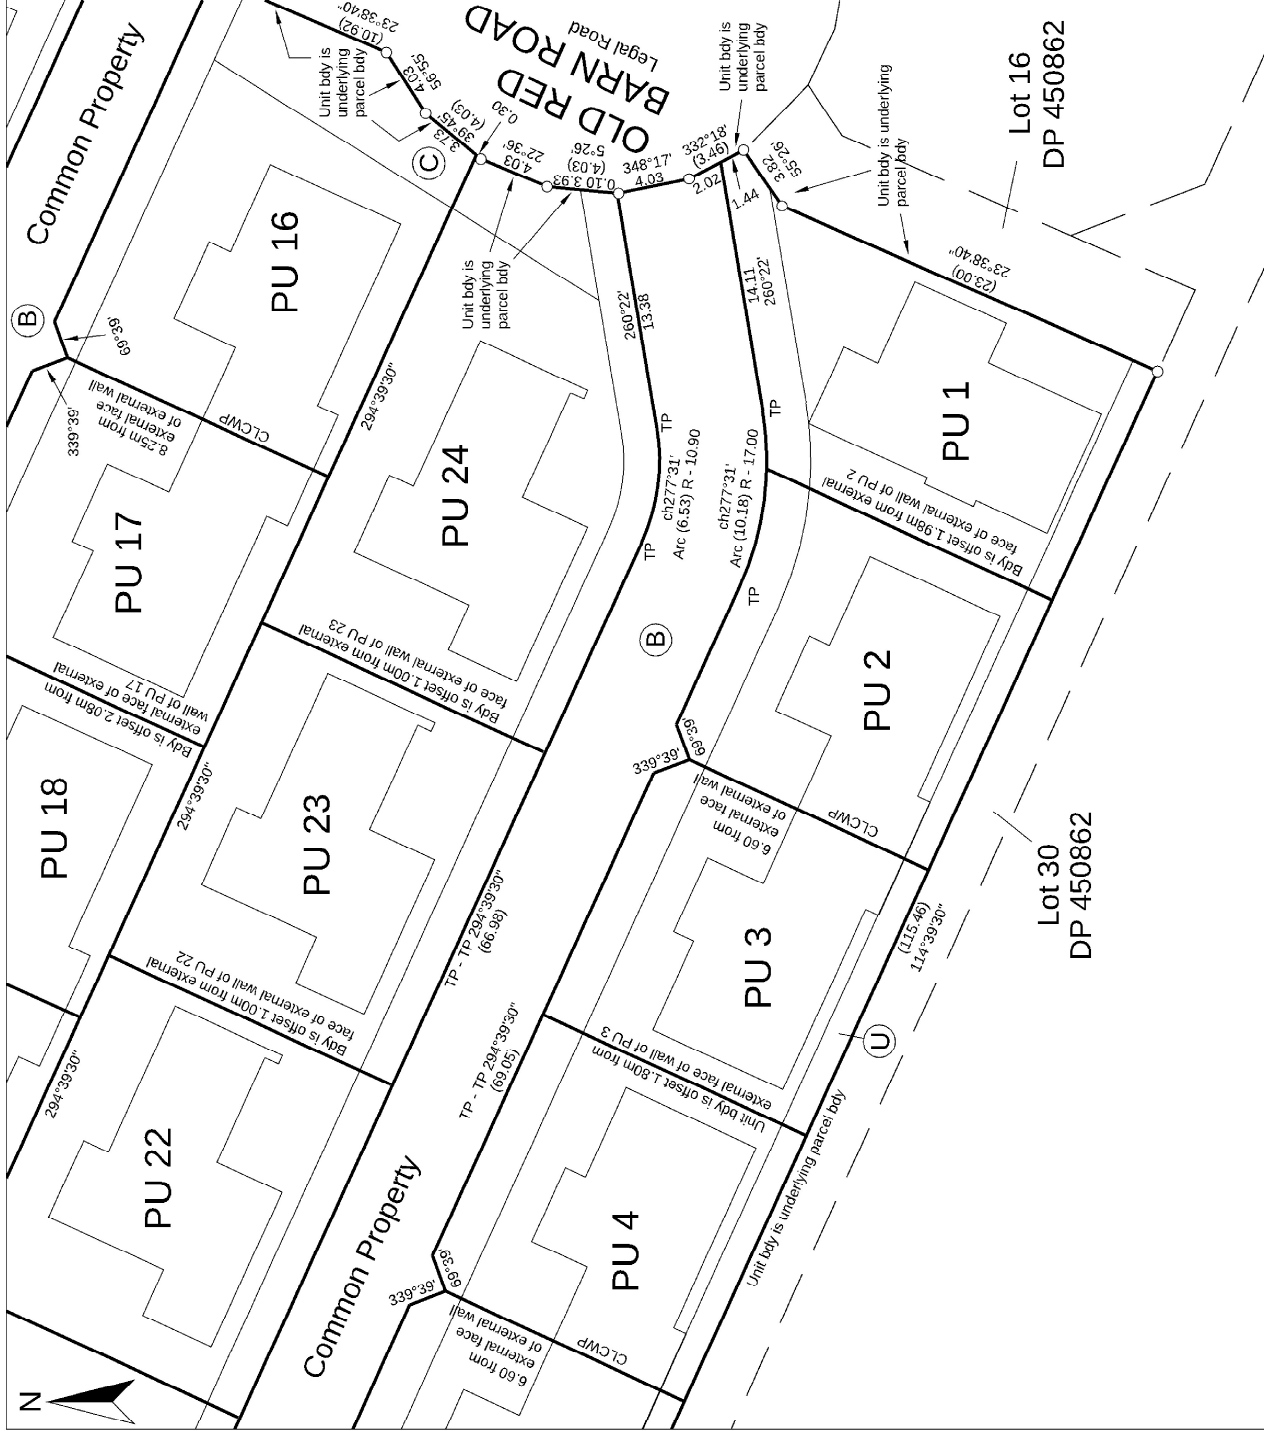 Common Property
(10.92)
23°38'40"
Unit bdy is
underlying
parcel bdy
4.03
56°55'
3.73
39°45'
(4.03)
0.30
OLD RED
BARN ROAD
Legal Road
Unit bdy is
underlying
parcel bdy
Lot 16
DP 450862
Unit bdy is underlying
parcel bdy
C
4.03
22°36'
0.10 3.93
(4.03)
5°26'
348°17'
4.03
332°18'
(3.46)
2.02
1.44
3.82
55°26'
B
69°39'
339°39'
PU 16
Unit bdy is
underlying
parcel bdy
8.25m from
external face
of external wall
CLCWP
294°39'30"
260°22'
13.38
14.11
260°22'
23°38'40"
(23.00)
PU 17
PU 24
TP
TP
ch277°31'
Arc (6.53) R - 10.90
ch277°31'
Arc (10.18) R - 17.00
TP
TP
PU 1
Bdy is offset 1.98m from external
face of external wall of PU 2
Bdy is offset 2.08m from
external face of external
wall of PU 17
Bdy is offset 1.00m from external
face of external wall of PU 23
B
PU 2
69°39'
339°39'
6.60 from
external face
of external wall
CLCWP
PU 18
294°39'30"
PU 23
TP - TP 294°39'30"
(66.98)
PU 3
(115.46)
114°39'30"
Lot 30
DP 450862
Bdy is offset 1.00m from external
face of external wall of PU 22
TP - TP 294°39'30"
(69.05)
Unit bdy is offset 1.80m from
external face of wall of PU 3
U
294°39'30"
PU 22
Common Property
PU 4
Unit bdy is underlying parcel bdy
69°39'
339°39'
6.60 from
external face
of external wall
CLCWP
N